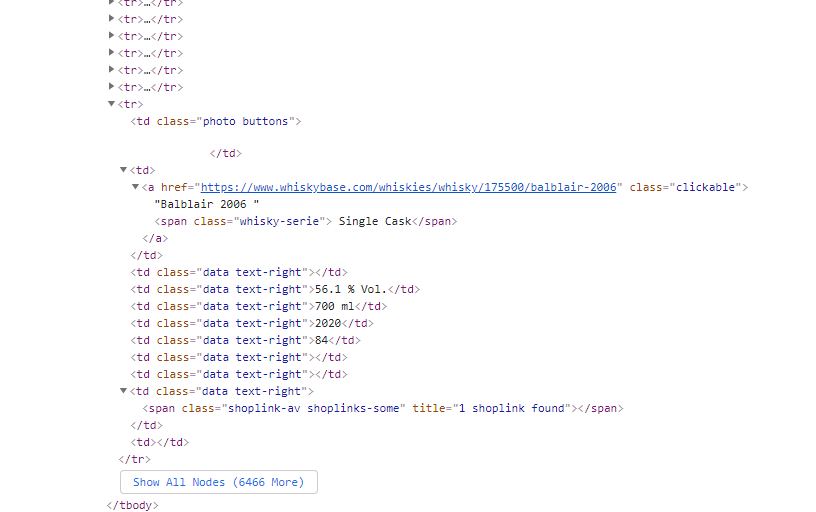 <tr>…</tr>
<tr>…</tr>
<tr>…</tr>
<tr>…</tr>
<tr>…</tr>
<tr>…</tr>
<tr>
<td class="photo buttons">
</td>
<td>
<a href="https://www.whiskybase.com/whiskies/whisky/175500/balblair-2006" class="clickable">
"Balblair 2006 "
<span class="whisky-serie"> Single Cask</span>
</a>
</td>
<td class="data text-right"></td>
<td class="data text-right">56.1 % Vol.</td>
<td class="data text-right">700 ml</td>
<td class="data text-right">2020</td>
<td class="data text-right">84</td>
<td class="data text-right"></td>
<td class="data text-right"></td>
<td class="data text-right">
<span class="shoplink-av shoplinks-some" title="1 shoplink found"></span>
</td>
<td></td>
</tr>
Show All Nodes (6466 More)
</tbody>